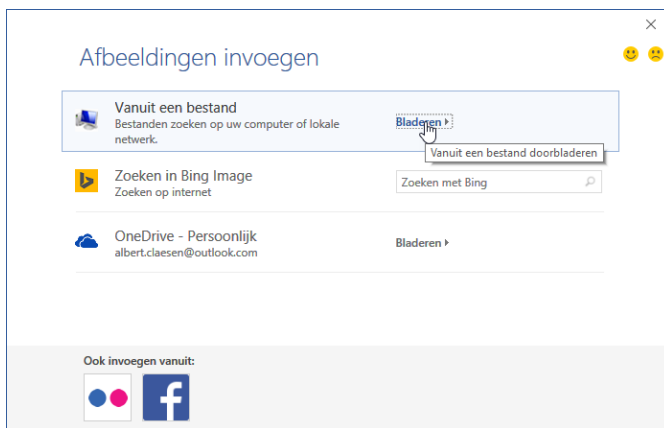 Afbeeldingen invoegen
Vanuit een bestand
Bestanden zoeken op uw computer of lokale
netwerk.
Bladeren
Vanuit een bestand doorbladeren
Zoeken in Bing Image
Zoeken op internet
Zoeken met Bing
OneDrive - Persoonlijk
albert.claesen@outlook.com
Bladeren
Ook invoegen vanuit: